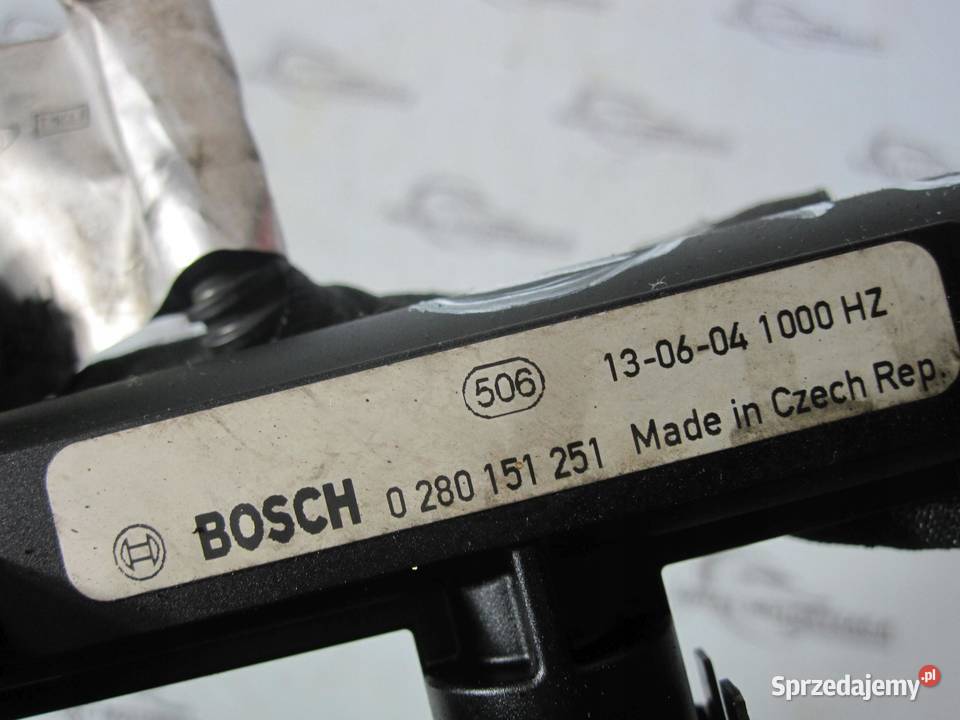 506 13-06-04 1000 HZ
BOSCH 0 280 151 251 Made in Czech Rep.
Sprzedajemy.pl